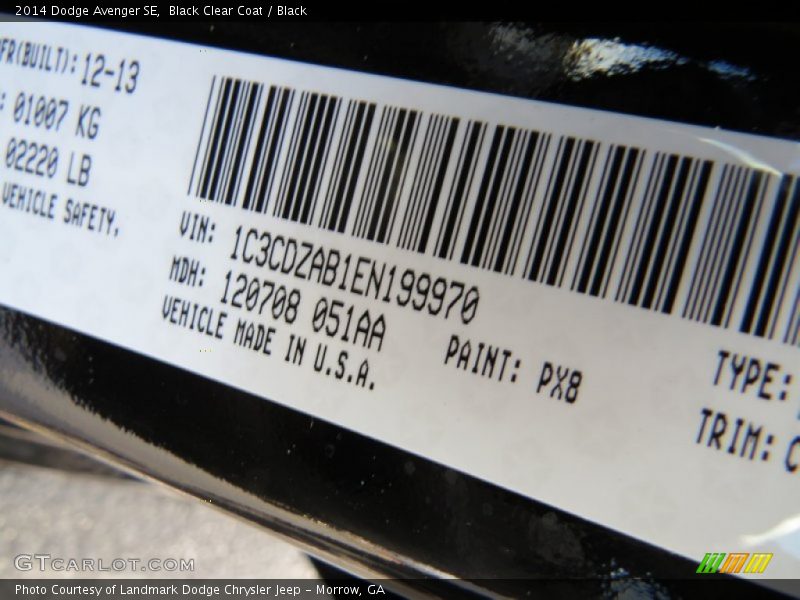 2014 Dodge Avenger SE, Black Clear Coat / Black
FR(BUILT): 12-13
: 01007 KG
02220 LB
VEHICLE SAFETY,
VIN: 1C3CDZAB1EN199970
MDH: 120708 051AA
VEHICLE MADE IN U.S.A.
PAINT: PX8
TYPE:
TRIM: C
GTCARLOT.COM
Photo Courtesy of Landmark Dodge Chrysler Jeep - Morrow, GA